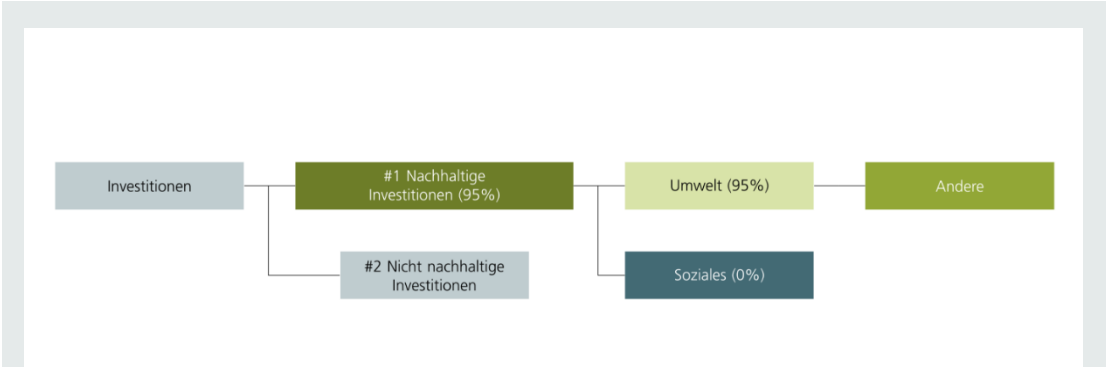 Investitionen
#1 Nachhaltige
Investitionen (95%)
Umwelt (95%)
Andere
#2 Nicht nachhaltige
Investitionen
Soziales (0%)